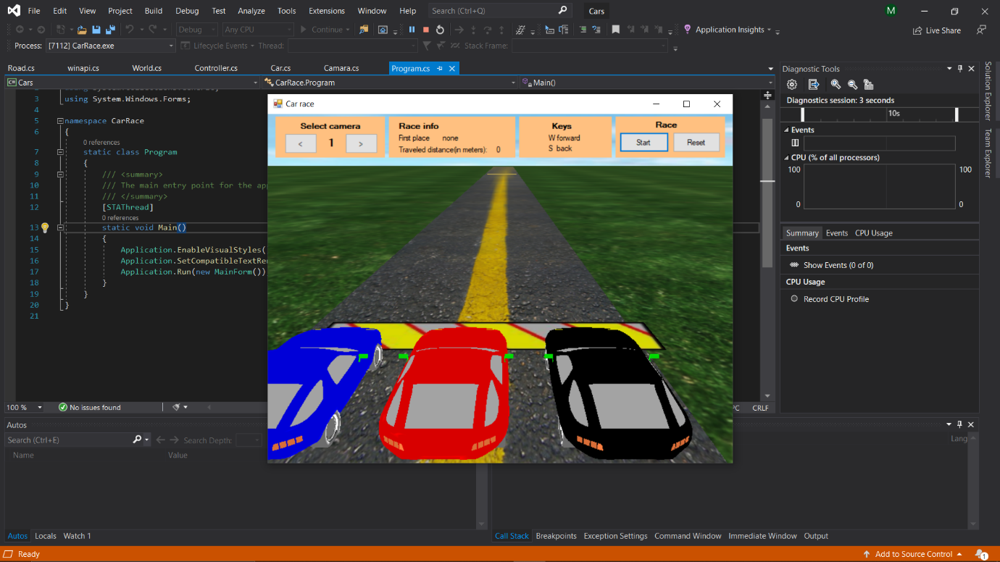 File Edit View Project Build Debug Test Analyze Tools Extensions Window Help Search (Ctrl+Q) Cars M
Debug Any CPU Continue Application Insights Live Share
Process: [7112] CarRace.exe Lifecycle Events Thread: Stack Frame:
Road.cs winapi.cs World.cs Controller.cs Car.cs Camara.cs Program.cs
Cars CarRace.Program Main()
3 using System.Windows.Forms;
4
5 namespace CarRace
6 {
0 references
7 static class Program
8 {
9 /// <summary>
10 /// The main entry point for the app
11 /// </summary>
12 [STAThread]
0 references
13 static void Main()
14 {
15 Application.EnableVisualStyles(
16 Application.SetCompatibleTextRe
17 Application.Run(new MainForm())
18 }
19 }
20 }
21
100 % No issues found
PC CRLF
Car race
Select camera
< 1 >
Race info
First place none
Traveled distance(in meters): 0
Keys
W forward
S back
Race
Start Reset
Diagnostic Tools
Diagnostics session: 3 seconds
10s
Events
CPU (% of all processors)
100 100
0 0
Summary Events CPU Usage
Events
Show Events (0 of 0)
CPU Usage
Record CPU Profile
Solution Explorer
Team Explorer
Autos
Search (Ctrl+E) Search Depth:
Name Value
Lang
Autos Locals Watch 1
Call Stack Breakpoints Exception Settings Command Window Immediate Window Output
Ready Add to Source Control 1